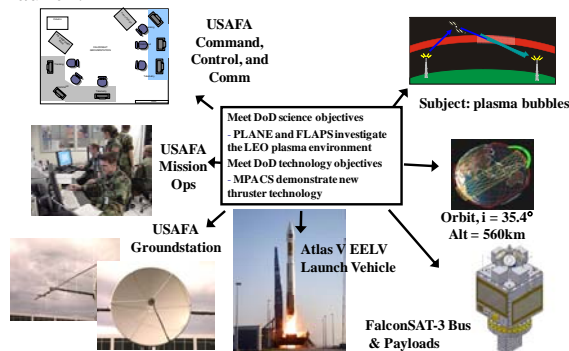 USAFA
Command,
Control, and
Comm
Subject: plasma bubbles
Meet DoD science objectives
- PLANE and FLAPS investigate
the LEO plasma environment
Meet DoD technology objectives
- MPACS demonstrate new
thruster technology
USAFA
Mission
Ops
Orbit, i = 35.4°
Alt = 560km
USAFA
Groundstation
Atlas V EELV
Launch Vehicle
FalconSAT-3 Bus
& Payloads